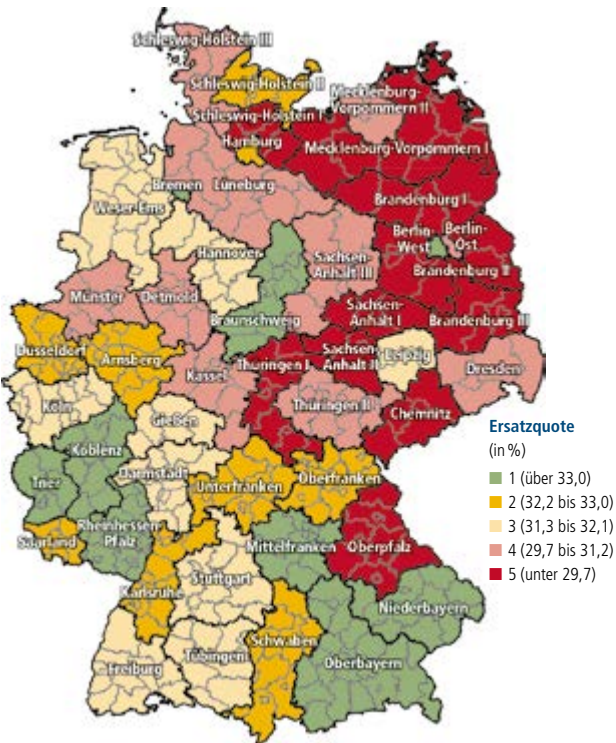 Schleswig-Holstein III
Schleswig-Holstein II
Mecklenburg-
Vorpommern II
Schleswig-Holstein I
Hamburg
Mecklenburg-Vorpommern I
Bremen
Lüneburg
Brandenburg I
Weser-Ems
Berlin-
West
Berlin-
Ost
Hannover
Sachsen-
Anhalt III
Brandenburg II
Münster
Detmold
Braunschweig
Sachsen-
Anhalt I
Brandenburg III
Düsseldorf
Arnsberg
Kassel
Thüringen I
Sachsen-
Anhalt II
Leipzig
Dresden
Köln
Gießen
Thüringen II
Chemnitz
Koblenz
Darmstadt
Trier
Unterfranken
Oberfranken
Rheinhessen-
Pfalz
Saarland
Mittelfranken
Oberpfalz
Karlsruhe
Stuttgart
Niederbayern
Schwaben
Freiburg
Tübingen
Oberbayern
Ersatzquote
(in %)
1 (über 33,0)
2 (32,2 bis 33,0)
3 (31,3 bis 32,1)
4 (29,7 bis 31,2)
5 (unter 29,7)